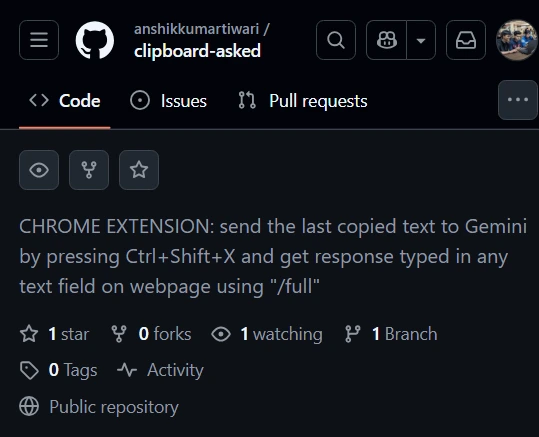 anshikkumartiwari /
clipboard-asked
Code Issues Pull requests
CHROME EXTENSION: send the last copied text to Gemini
by pressing Ctrl+Shift+X and get response typed in any
text field on webpage using "/full"
1 star 0 forks 1 watching 1 Branch
0 Tags Activity
Public repository